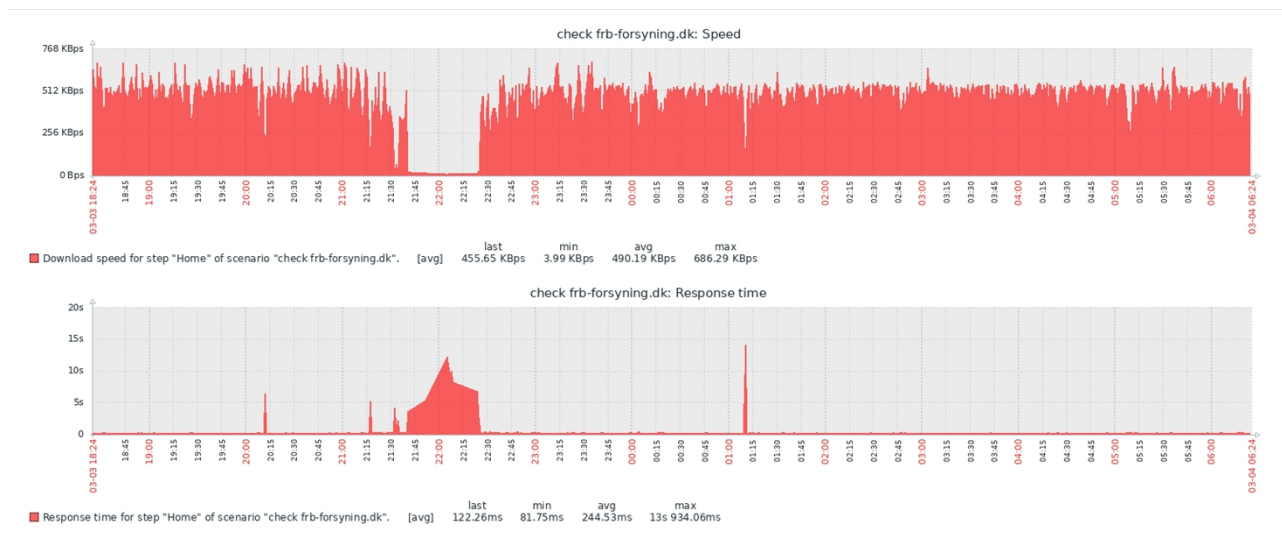 check frb-forsyning.dk: Speed
768 KBps
512 KBps
256 KBps
0 Bps
03-03 18:24 18:45 19:00 19:15 19:30 19:45 20:00 20:15 20:30 20:45 21:00 21:15 21:30 21:45 22:00 22:15 22:30 22:45 23:00 23:15 23:30 23:45 00:00 00:15 00:30 00:45 01:00 01:15 01:30 01:45 02:00 02:15 02:30 02:45 03:00 03:15 03:30 03:45 04:00 04:15 04:30 04:45 05:00 05:15 05:30 05:45 06:00 03-04 06:24
last min avg max
Download speed for step "Home" of scenario "check frb-forsyning.dk". [avg] 455.65 KBps 3.99 KBps 490.19 KBps 686.29 KBps
check frb-forsyning.dk: Response time
20s
15s
10s
5s
0
03-03 18:24 18:45 19:00 19:15 19:30 19:45 20:00 20:15 20:30 20:45 21:00 21:15 21:30 21:45 22:00 22:15 22:30 22:45 23:00 23:15 23:30 23:45 00:00 00:15 00:30 00:45 01:00 01:15 01:30 01:45 02:00 02:15 02:30 02:45 03:00 03:15 03:30 03:45 04:00 04:15 04:30 04:45 05:00 05:15 05:30 05:45 06:00 03-04 06:24
last min avg max
Response time for step "Home" of scenario "check frb-forsyning.dk". [avg] 122.26ms 81.75ms 244.53ms 13s 934.06ms